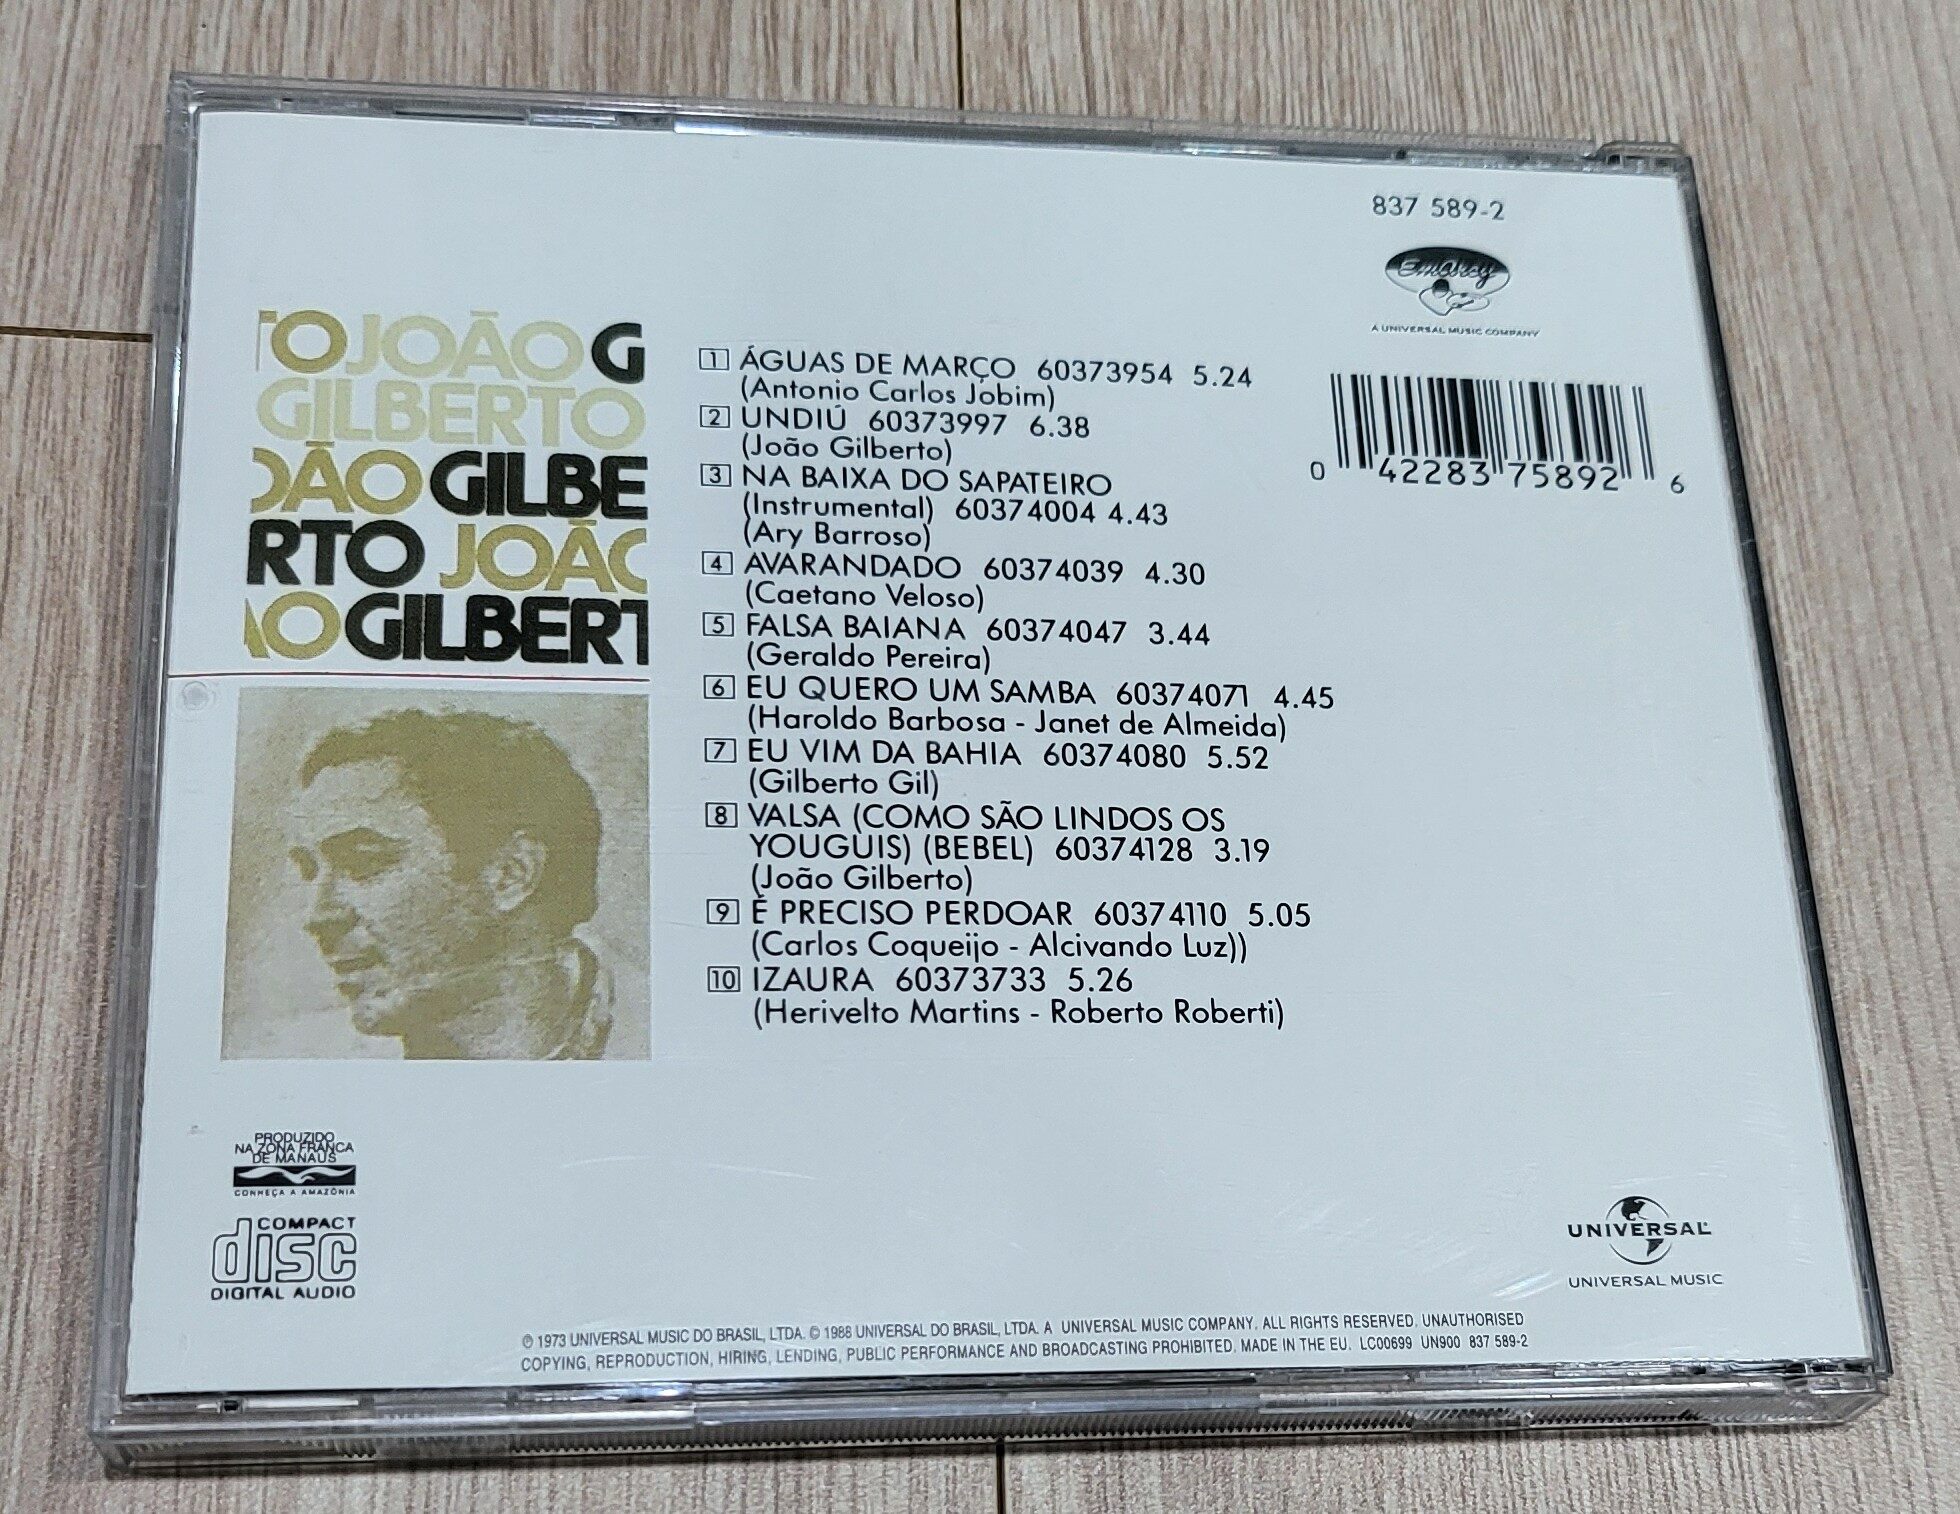 837 589-2
EmArcy
A UNIVERSAL MUSIC COMPANY
TO JOÃO G
GILBERTO
OÃO GILBE
RTO JOÃO
ÃO GILBERT
1 ÁGUAS DE MARÇO 60373954 5.24
(Antonio Carlos Jobim)
2 UNDIÚ 60373997 6.38
(João Gilberto)
3 NA BAIXA DO SAPATEIRO
(Instrumental) 60374004 4.43
(Ary Barroso)
4 AVARANDADO 60374039 4.30
(Caetano Veloso)
5 FALSA BAIANA 60374047 3.44
(Geraldo Pereira)
6 EU QUERO UM SAMBA 60374071 4.45
(Haroldo Barbosa - Janet de Almeida)
7 EU VIM DA BAHIA 60374080 5.52
(Gilberto Gil)
8 VALSA (COMO SÃO LINDOS OS
YOUGUIS) (BEBEL) 60374128 3.19
(João Gilberto)
9 È PRECISO PERDOAR 60374110 5.05
(Carlos Coqueijo - Alcivando Luz))
10 IZAURA 60373733 5.26
(Herivelto Martins - Roberto Roberti)
0 42283 75892 6
PRODUZIDO
NA ZONA FRANCA
DE MANAUS
CONHEÇA A AMAZÔNIA
COMPACT
disc
DIGITAL AUDIO
UNIVERSAL
UNIVERSAL MUSIC
℗ 1973 UNIVERSAL MUSIC DO BRASIL, LTDA. © 1988 UNIVERSAL DO BRASIL, LTDA. A UNIVERSAL MUSIC COMPANY. ALL RIGHTS RESERVED. UNAUTHORISED
COPYING, REPRODUCTION, HIRING, LENDING, PUBLIC PERFORMANCE AND BROADCASTING PROHIBITED. MADE IN THE EU. LC00699 UN900 837 589-2